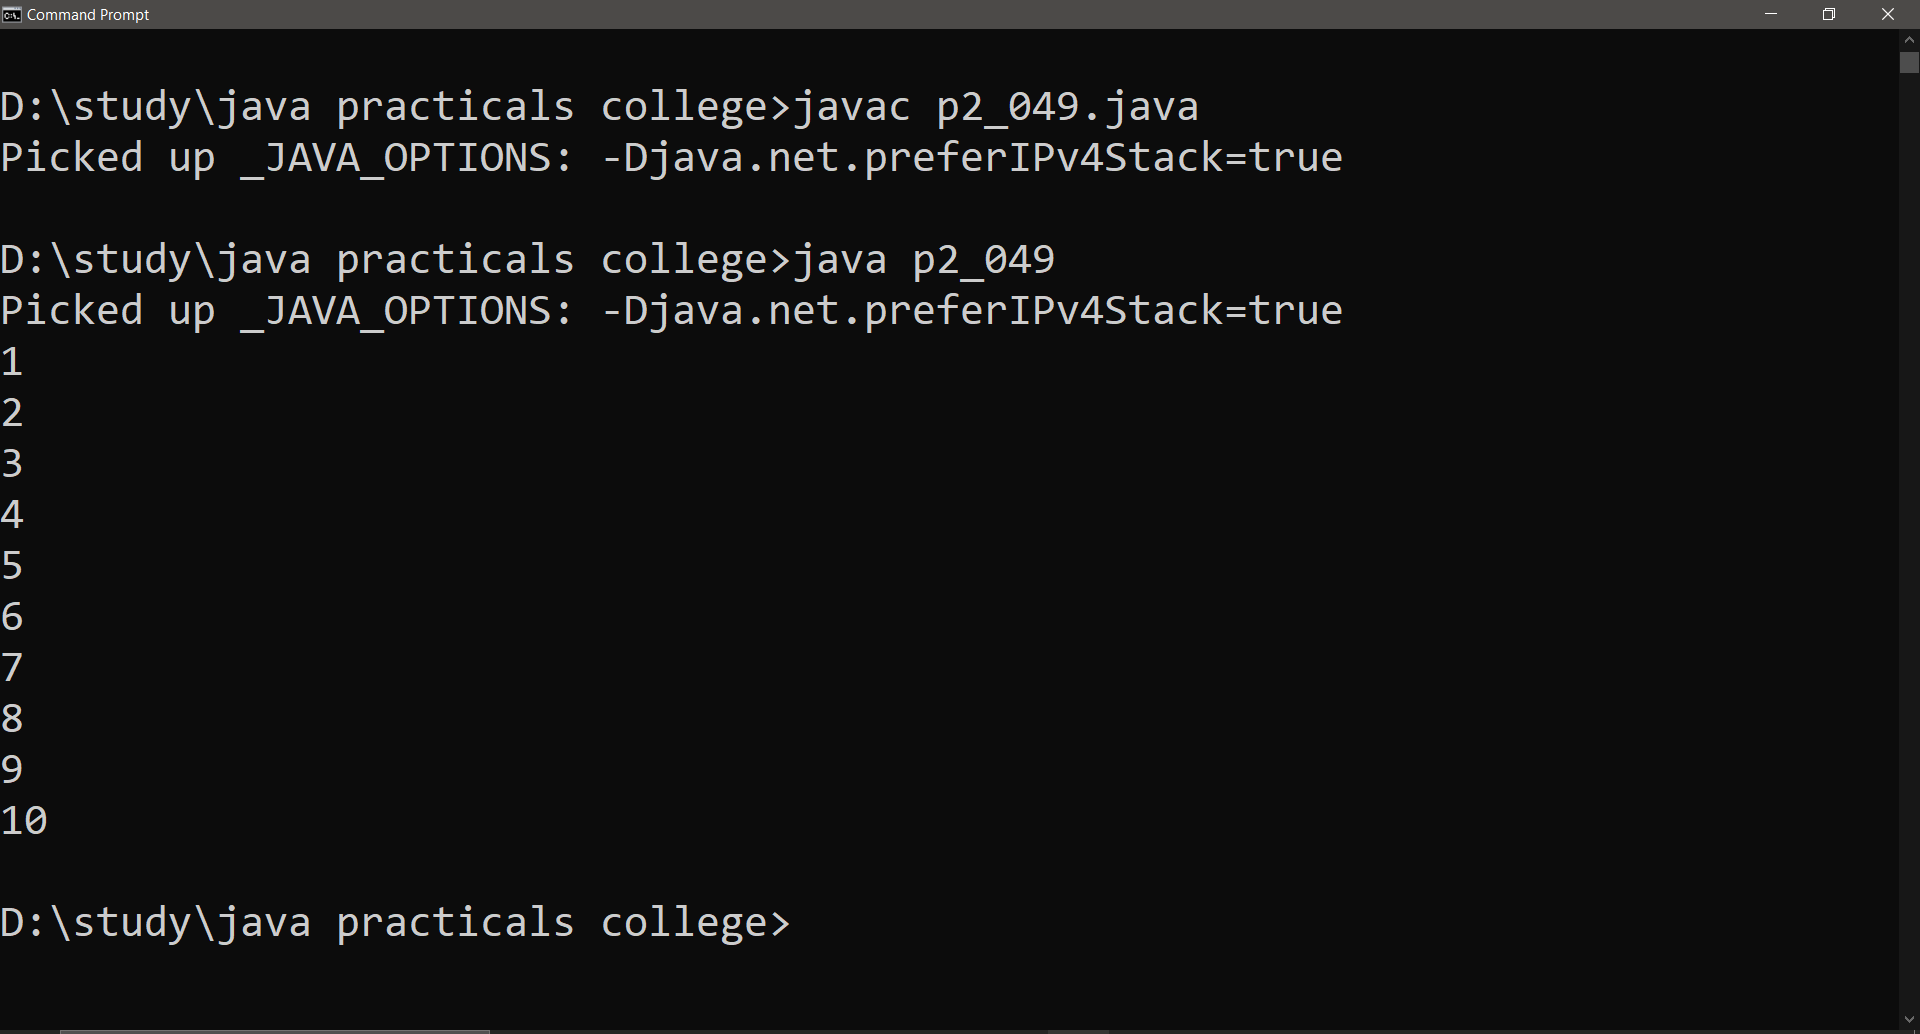 Command Prompt
D:\study\java practicals college>javac p2_049.java
Picked up _JAVA_OPTIONS: -Djava.net.preferIPv4Stack=true
D:\study\java practicals college>java p2_049
Picked up _JAVA_OPTIONS: -Djava.net.preferIPv4Stack=true
1
2
3
4
5
6
7
8
9
10
D:\study\java practicals college>